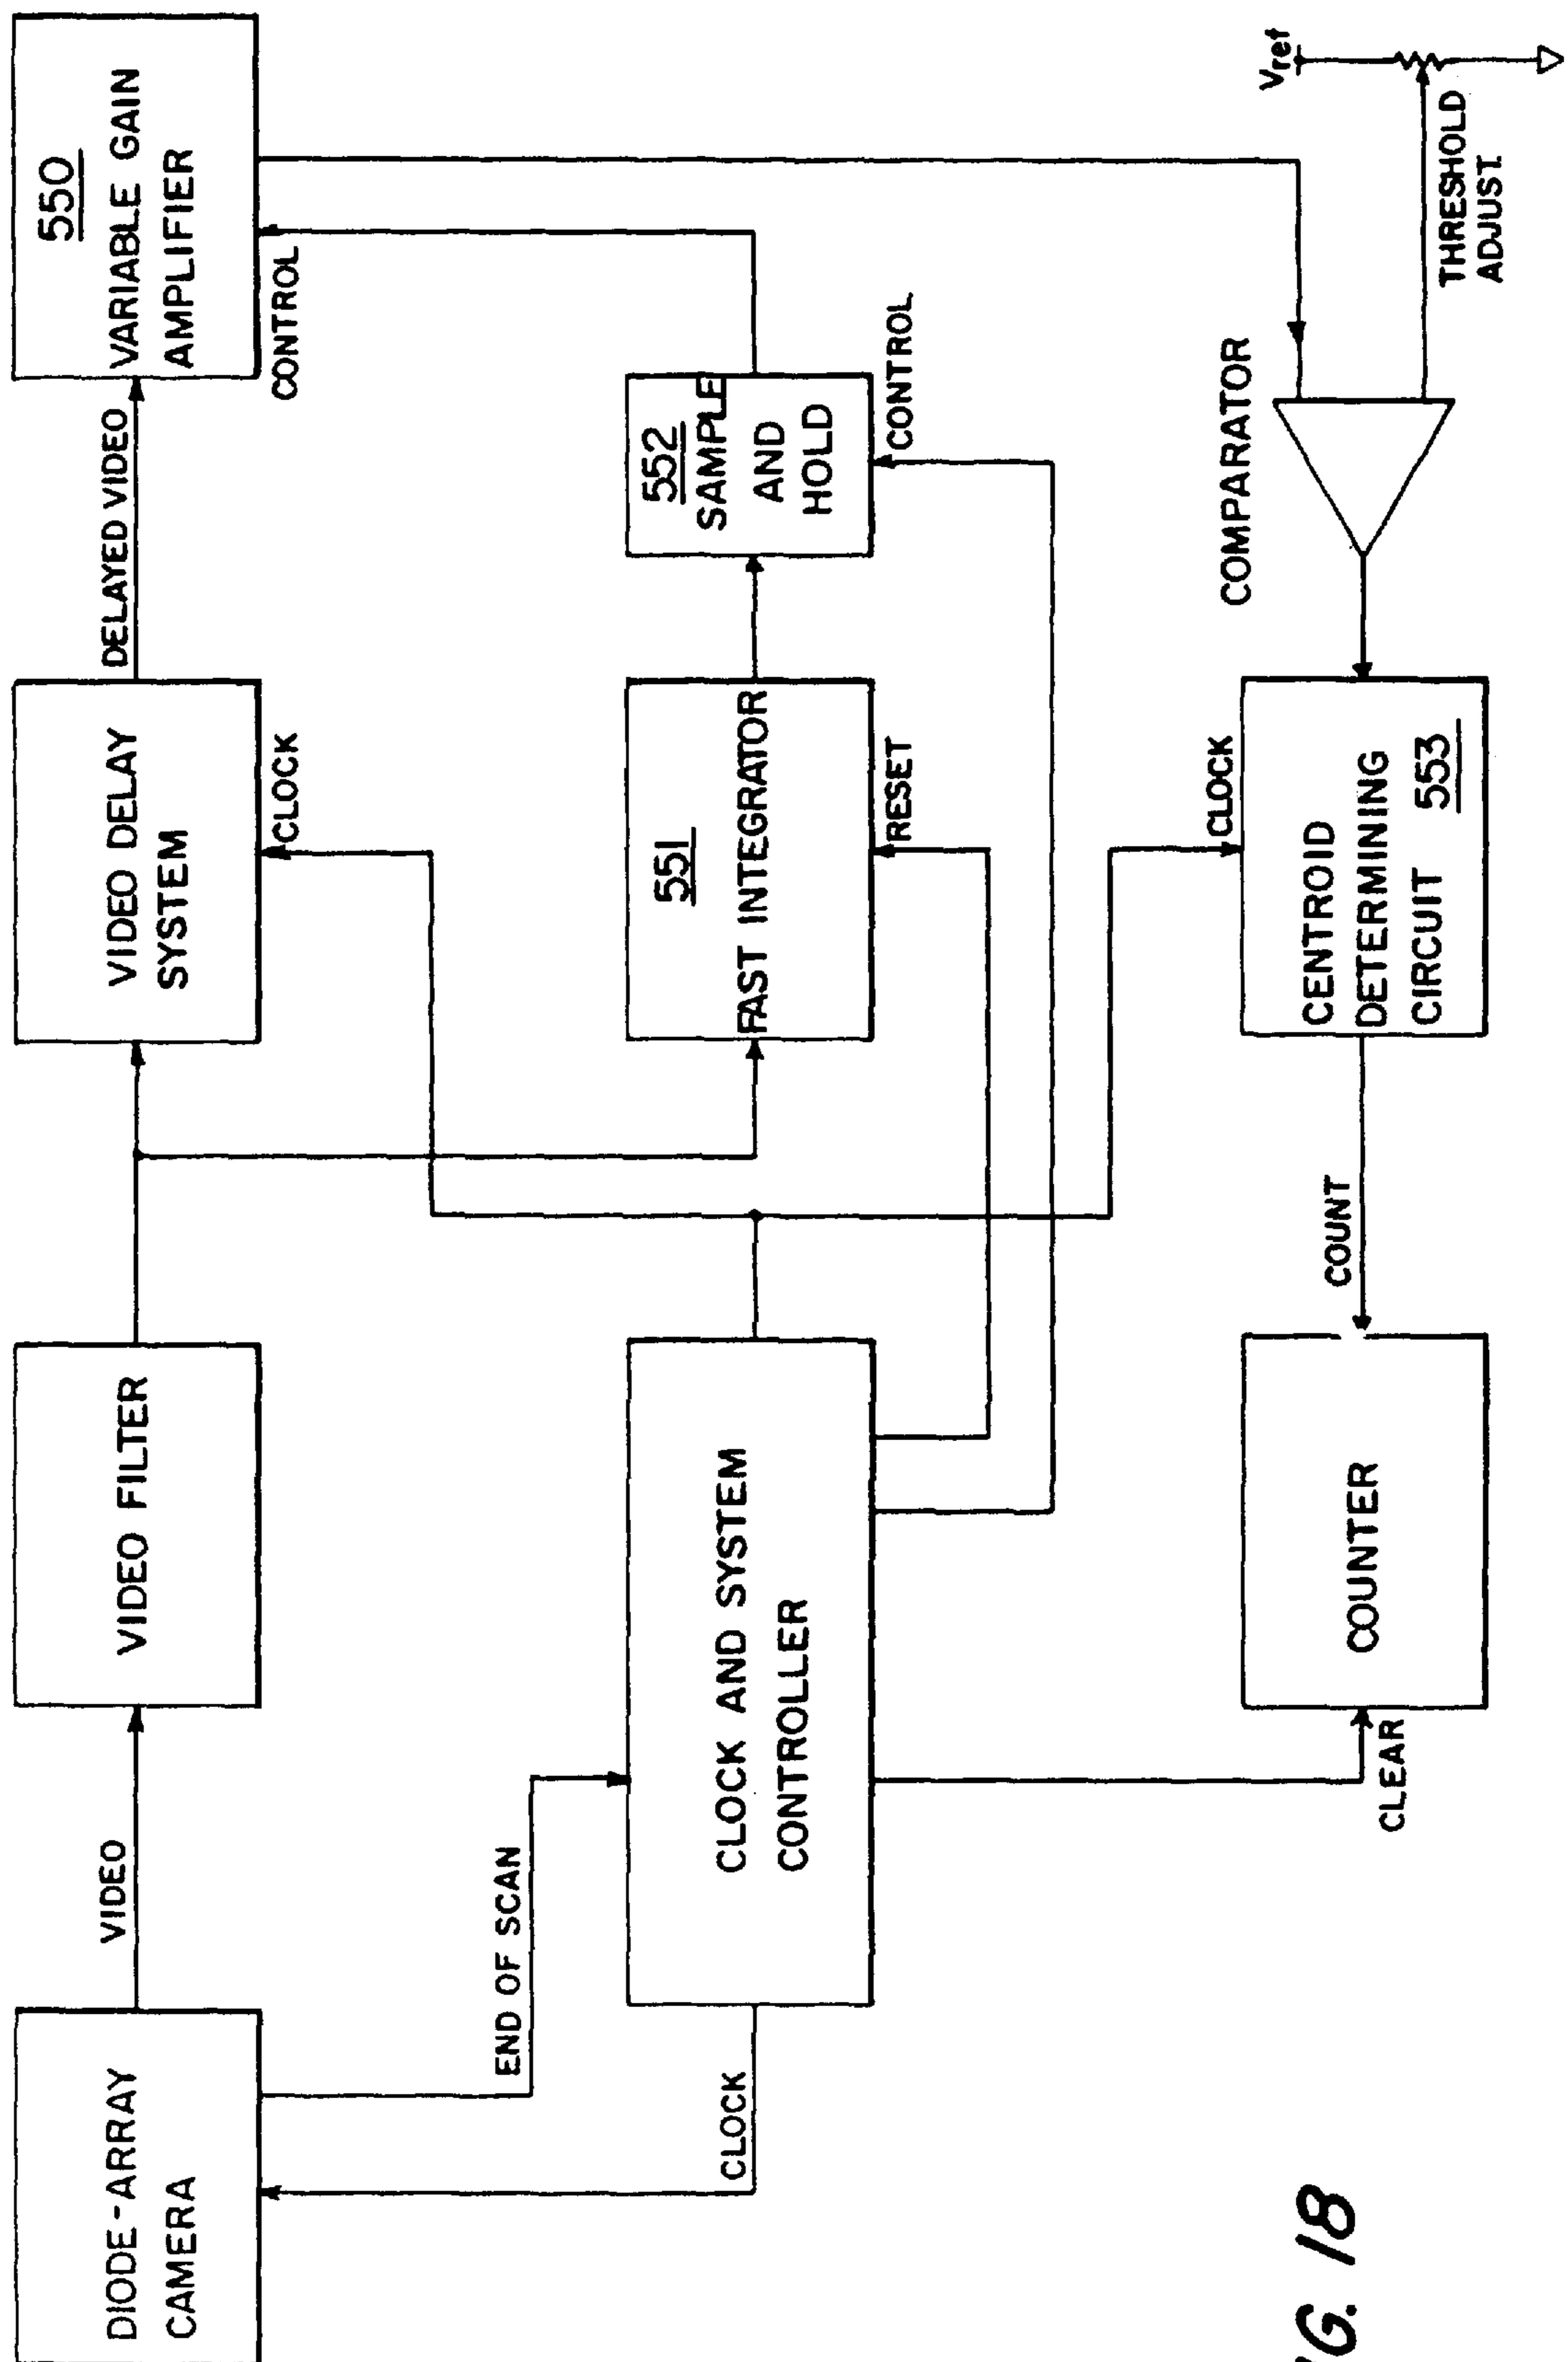 DIODE-ARRAY
CAMERA
VIDEO
VIDEO FILTER
VIDEO DELAY
SYSTEM
CLOCK
DELAYED VIDEO
550
VARIABLE GAIN
AMPLIFIER
CONTROL
END OF SCAN
CLOCK
CLOCK AND SYSTEM
CONTROLLER
551
FAST INTEGRATOR
RESET
552
SAMPLE
AND
HOLD
CONTROL
CLEAR
COUNTER
COUNT
CLOCK
CENTROID
DETERMINING
CIRCUIT 553
COMPARATOR
Vref
THRESHOLD
ADJUST.
IG. 18